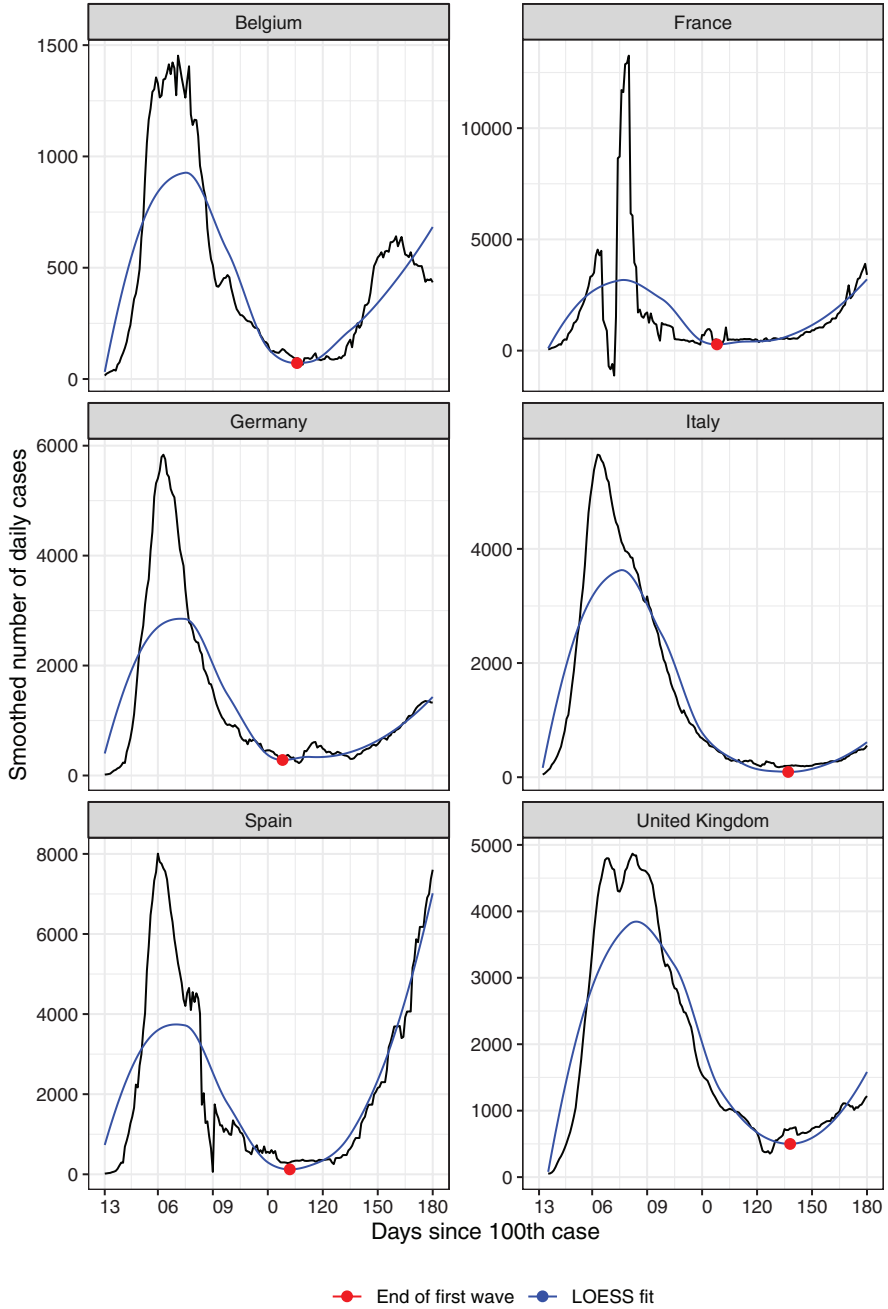 Belgium
France
1500
1000
500
0
10000
5000
0
Germany
Italy
6000
4000
2000
0
4000
2000
0
Spain
United Kingdom
8000
6000
4000
2000
0
5000
4000
3000
2000
1000
0
13 06 09 0 120 150 180
13 06 09 0 120 150 180
Smoothed number of daily cases
Days since 100th case
End of first wave LOESS fit